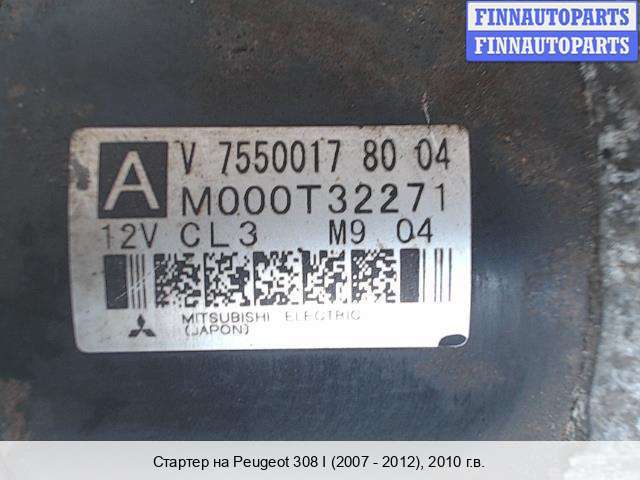 FINNAUTOPARTS
FINNAUTOPARTS
A V 7550017 80 04
M000T32271
12V CL3 M9 04
MITSUBISHI ELECTRIC
(JAPON)
Стартер на Peugeot 308 I (2007 - 2012), 2010 г.в.